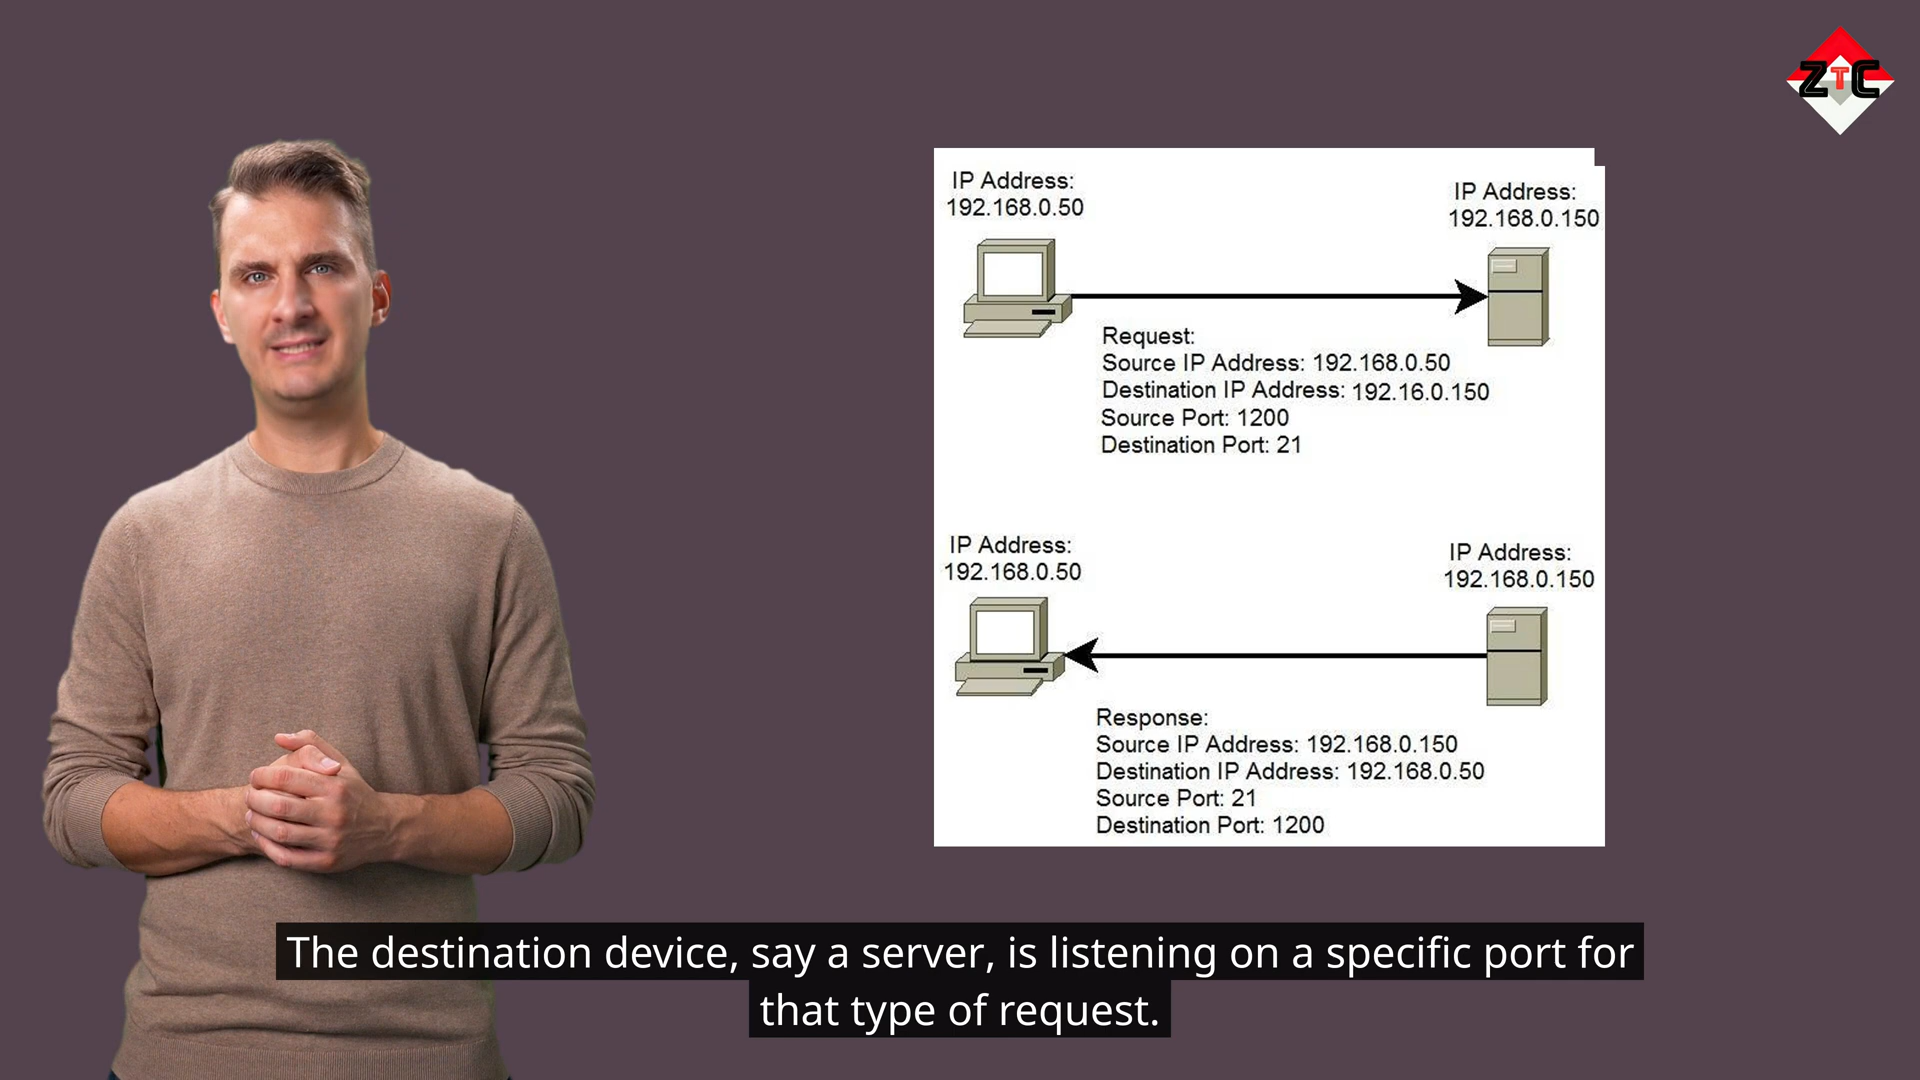 ZTC
IP Address:
192.168.0.50
IP Address:
192.168.0.150
Request:
Source IP Address: 192.168.0.50
Destination IP Address: 192.16.0.150
Source Port: 1200
Destination Port: 21
IP Address:
192.168.0.50
IP Address:
192.168.0.150
Response:
Source IP Address: 192.168.0.150
Destination IP Address: 192.168.0.50
Source Port: 21
Destination Port: 1200
The destination device, say a server, is listening on a specific port for
that type of request.